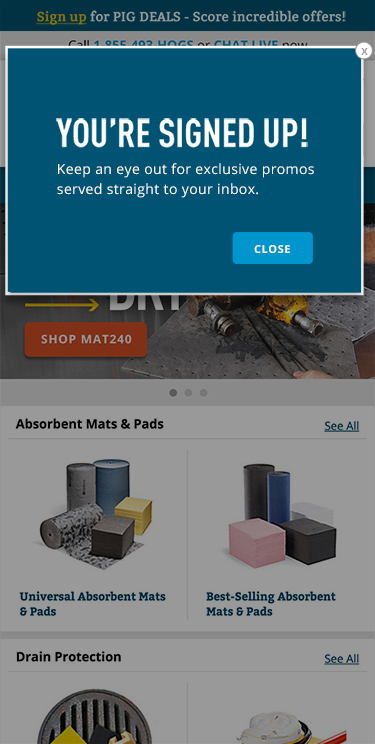 Sign up for PIG DEALS - Score incredible offers!
Call 1-855-493-HOGS or CHAT LIVE now
x
YOU'RE SIGNED UP!
Keep an eye out for exclusive promos
served straight to your inbox.
CLOSE
DRY
SHOP MAT240
Absorbent Mats & Pads
See All
Universal Absorbent Mats
& Pads
Best-Selling Absorbent
Mats & Pads
Drain Protection
See All